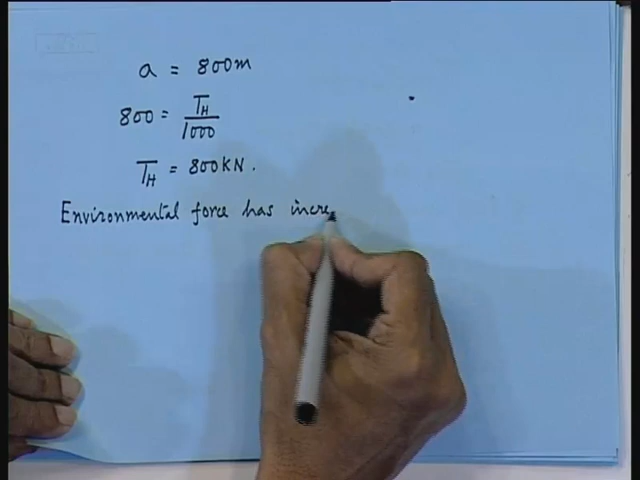 a = 800m
800 = T_H / 1000
T_H = 800KN.
Environmental force has incre